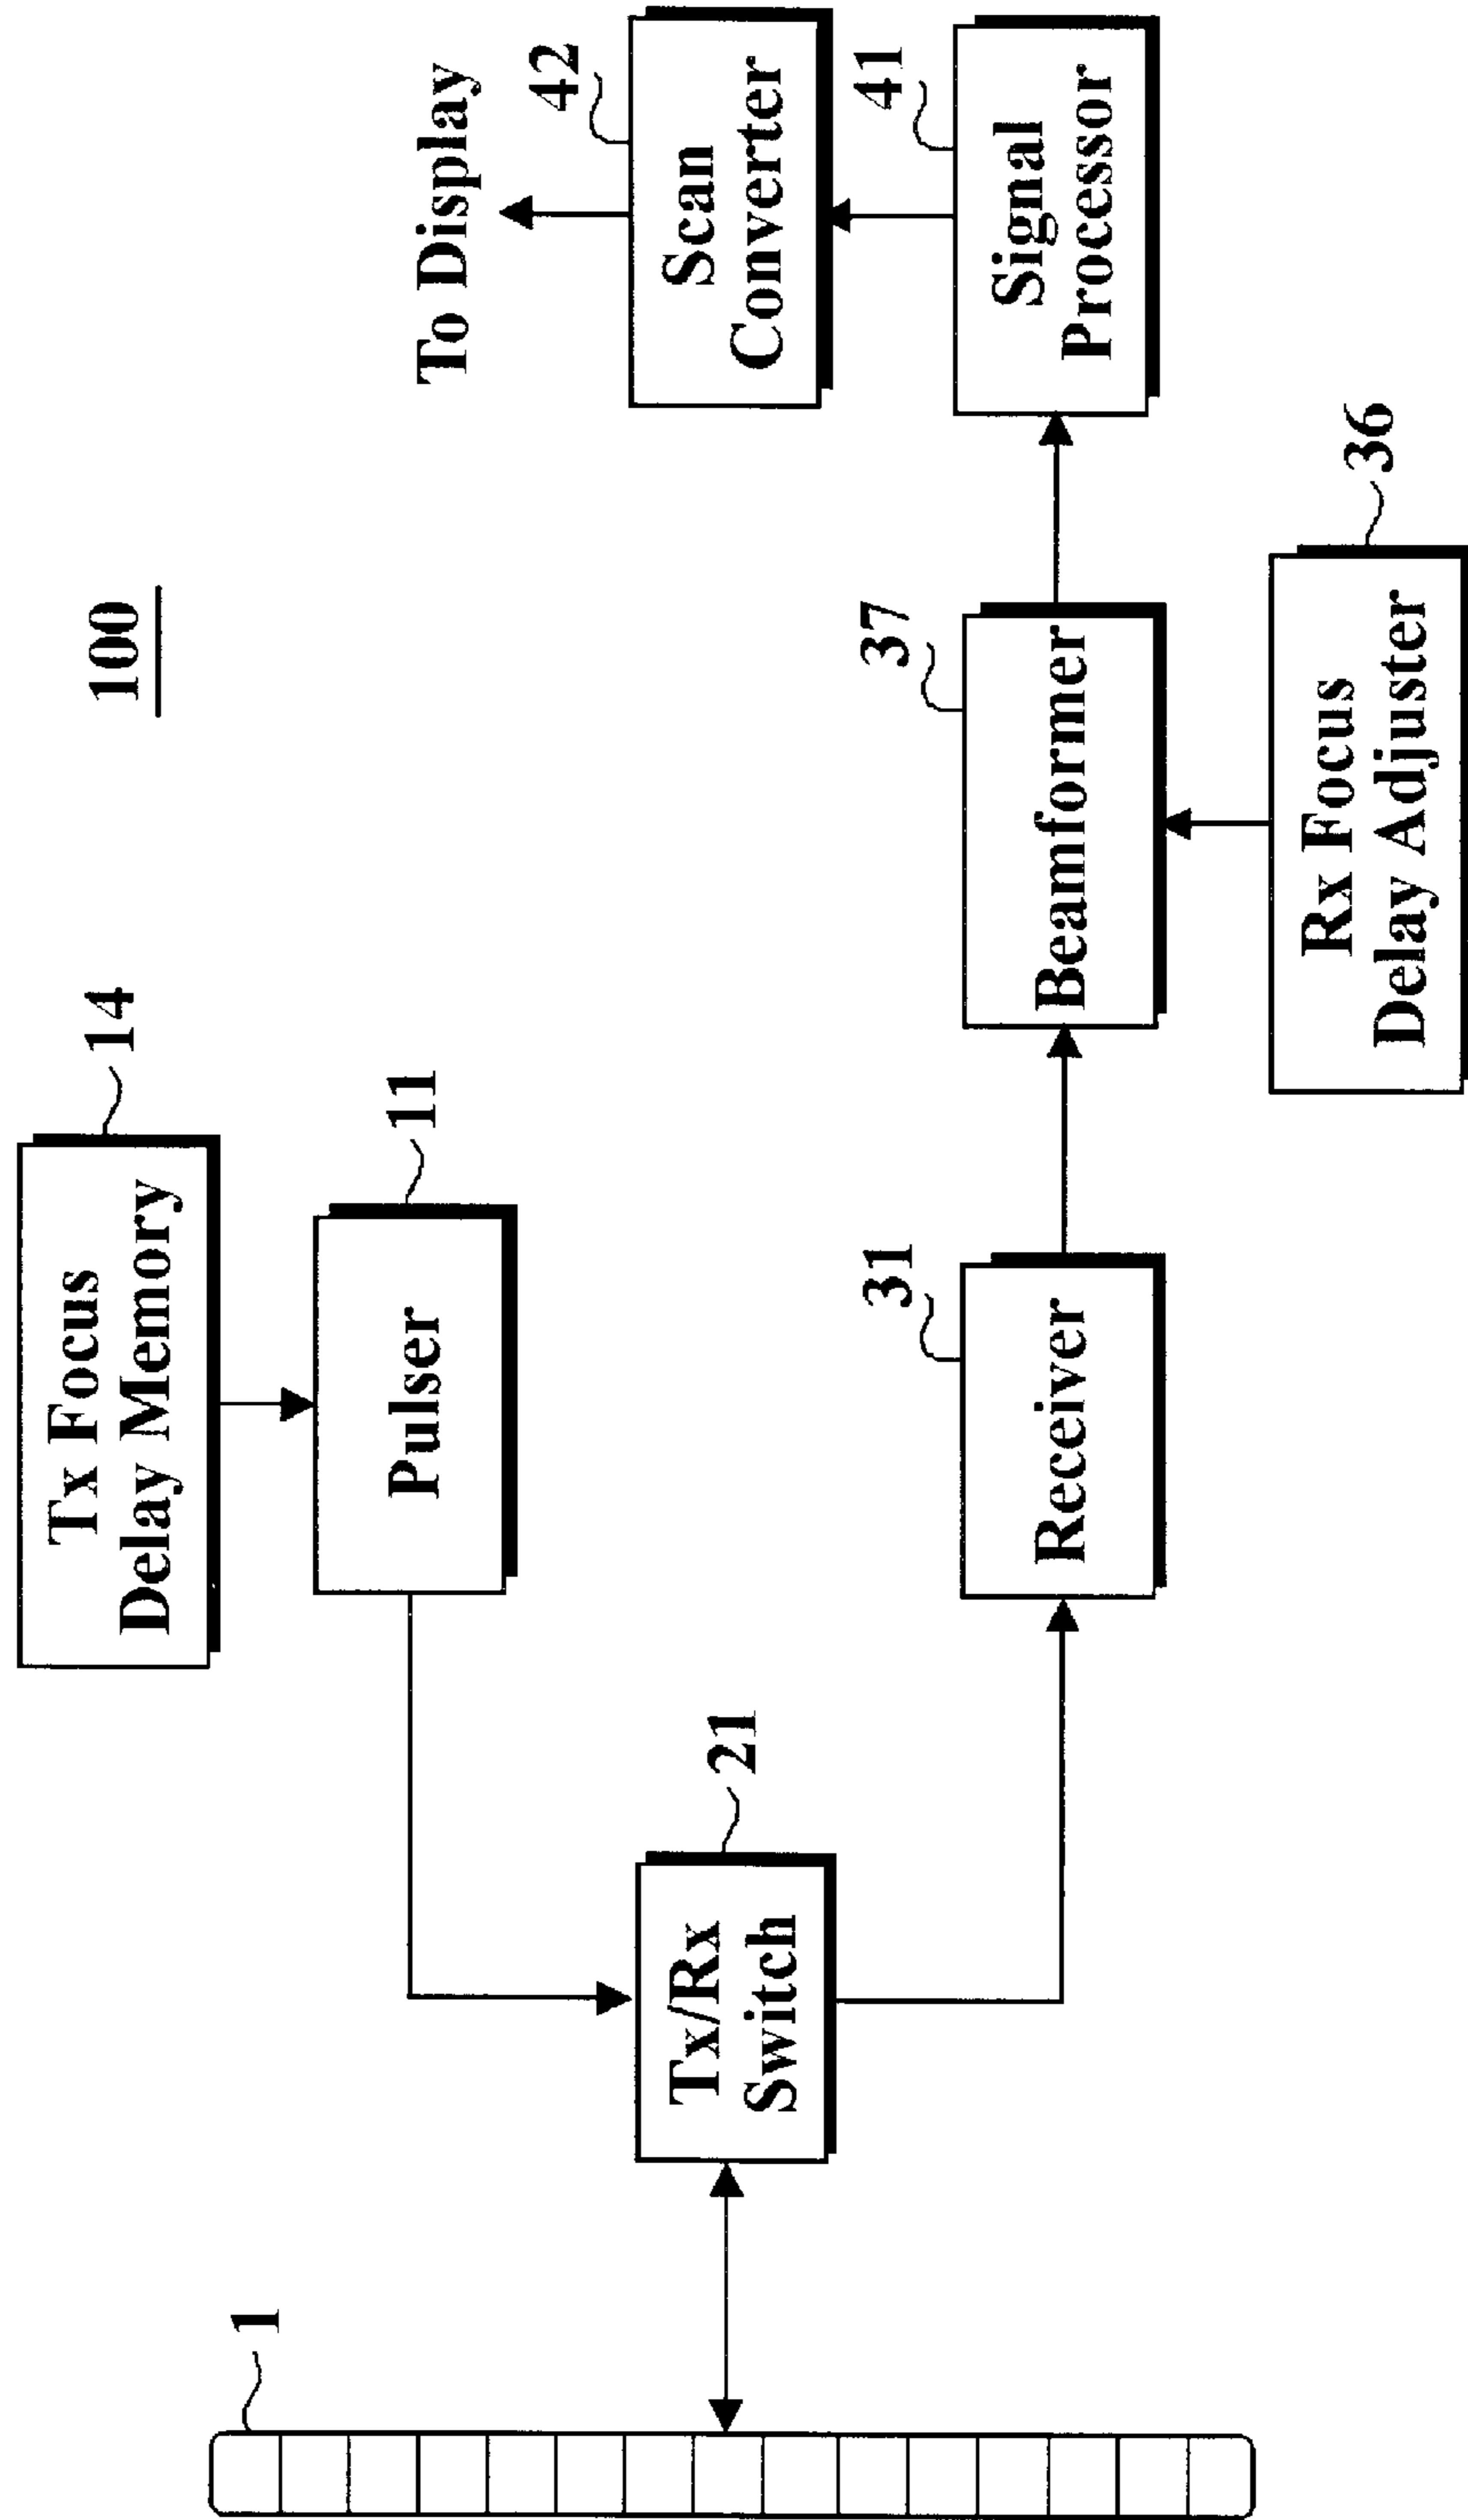 100
Tx Focus
Delay Memory
14
Pulser
11
1
Tx/Rx
Switch
21
Receiver
31
Beamformer
37
Rx Focus
Delay Adjuster
36
Signal
Processor
41
Scan
Converter
42
To Display